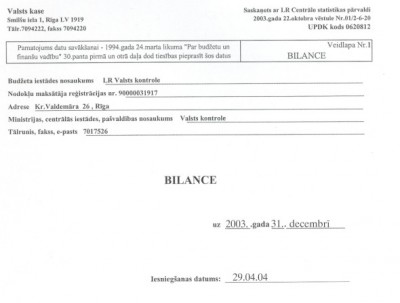 Valsts kase
Smilšu iela 1, Rīga LV 1919
Tālr.7094222, fakss 7094220
Saskaņots ar LR Centrālo statistikas pārvaldi
2003.gada 22.oktobra vēstule Nr.01/2-6-20
UPDK kods 0620812
Pamatojums datu savākšanai - 1994.gada 24.marta likuma "Par budžetu un
finanšu vadību" 30.panta pirmā un otrā daļa dod tiesības pieprasīt šos datus
Veidlapa Nr.1
BILANCE
Budžeta iestādes nosaukums LR Valsts kontrole
Nodokļu maksātāja reģistrācijas nr. 90000031917
Adrese Kr.Valdemāra 26 , Rīga
Ministrijas, centrālās iestādes, pašvaldības nosaukums Valsts kontrole
Tālrunis, fakss, e-pasts 7017526
BILANCE
uz 2003. .gada 31.. decembrī
Iesniegšanas datums: 29.04.04